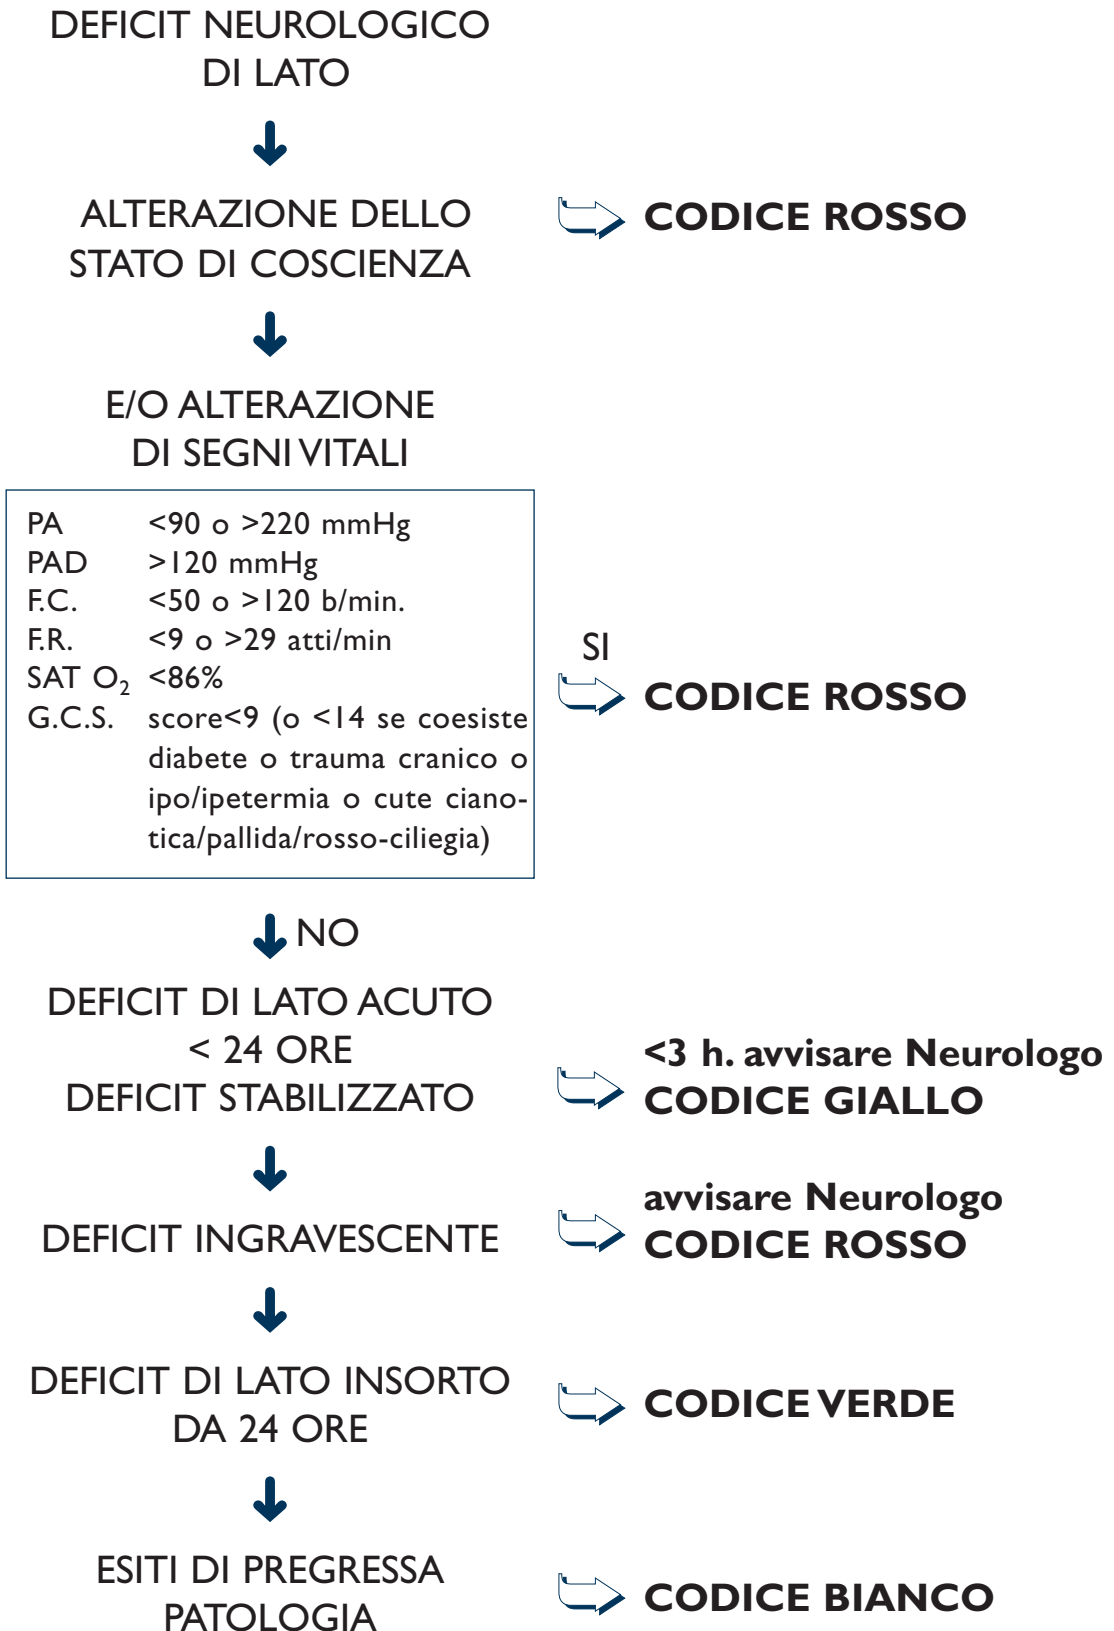 DEFICIT NEUROLOGICO
DI LATO
ALTERAZIONE DELLO
STATO DI COSCIENZA
CODICE ROSSO
E/O ALTERAZIONE
DI SEGNI VITALI
PA <90 o >220 mmHg
PAD >120 mmHg
F.C. <50 o >120 b/min.
F.R. <9 o >29 atti/min
SAT O₂ <86%
G.C.S. score<9 (o <14 se coesiste
diabete o trauma cranico o
ipo/ipetermia o cute ciano-
tica/pallida/rosso-ciliegia)
SI
CODICE ROSSO
NO
DEFICIT DI LATO ACUTO
< 24 ORE
DEFICIT STABILIZZATO
<3 h. avvisare Neurologo
CODICE GIALLO
DEFICIT INGRAVESCENTE
avvisare Neurologo
CODICE ROSSO
DEFICIT DI LATO INSORTO
DA 24 ORE
CODICE VERDE
ESITI DI PREGRESSA
PATOLOGIA
CODICE BIANCO